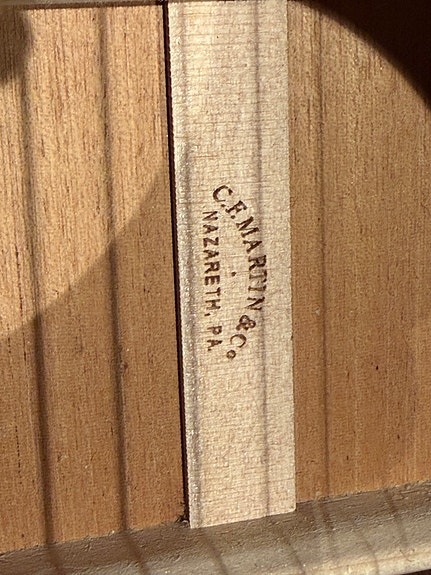 C.F. MARTIN & Co
NAZARETH, PA.